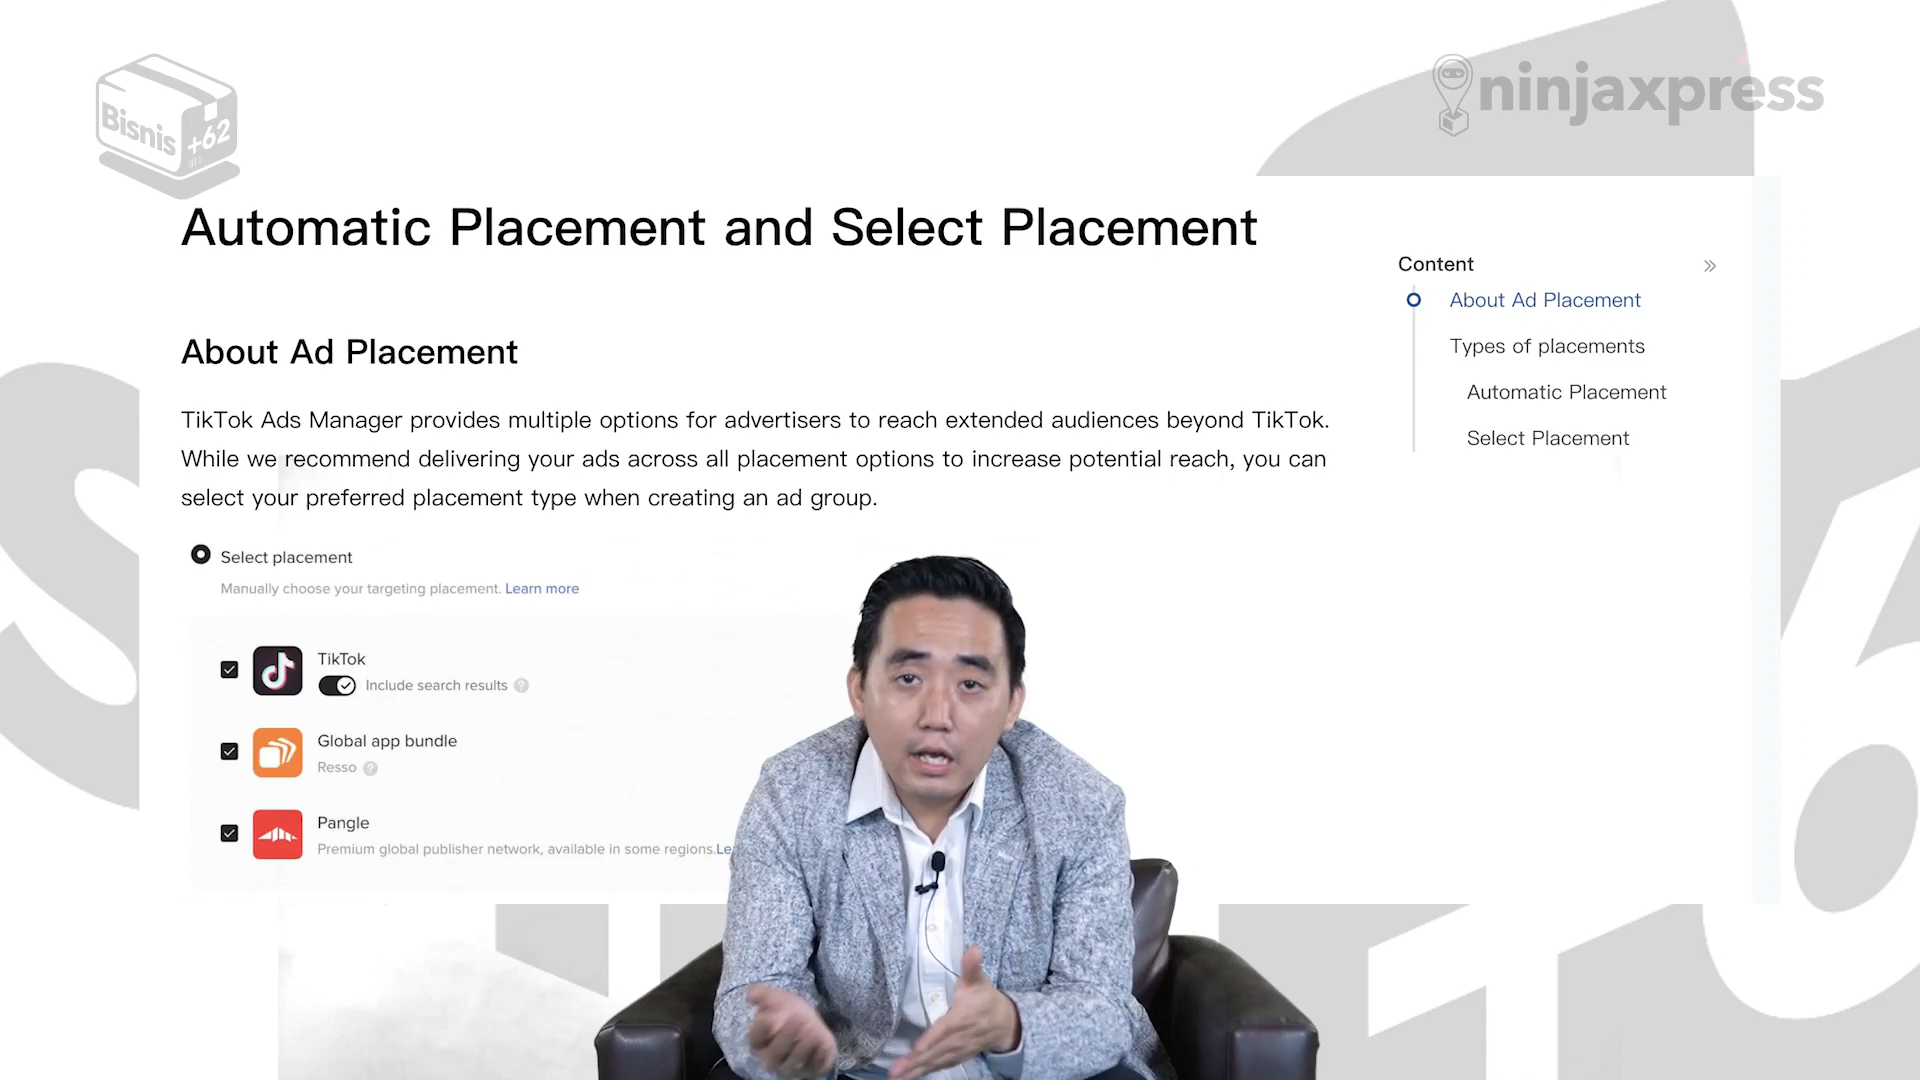 Bisnis
+62
ninjaxpress
Automatic Placement and Select Placement
Content
About Ad Placement
Types of placements
Automatic Placement
Select Placement
About Ad Placement
TikTok Ads Manager provides multiple options for advertisers to reach extended audiences beyond TikTok.
While we recommend delivering your ads across all placement options to increase potential reach, you can
select your preferred placement type when creating an ad group.
Select placement
Manually choose your targeting placement. Learn more
TikTok
Include search results
Global app bundle
Resso
Pangle
Premium global publisher network, available in some regions.